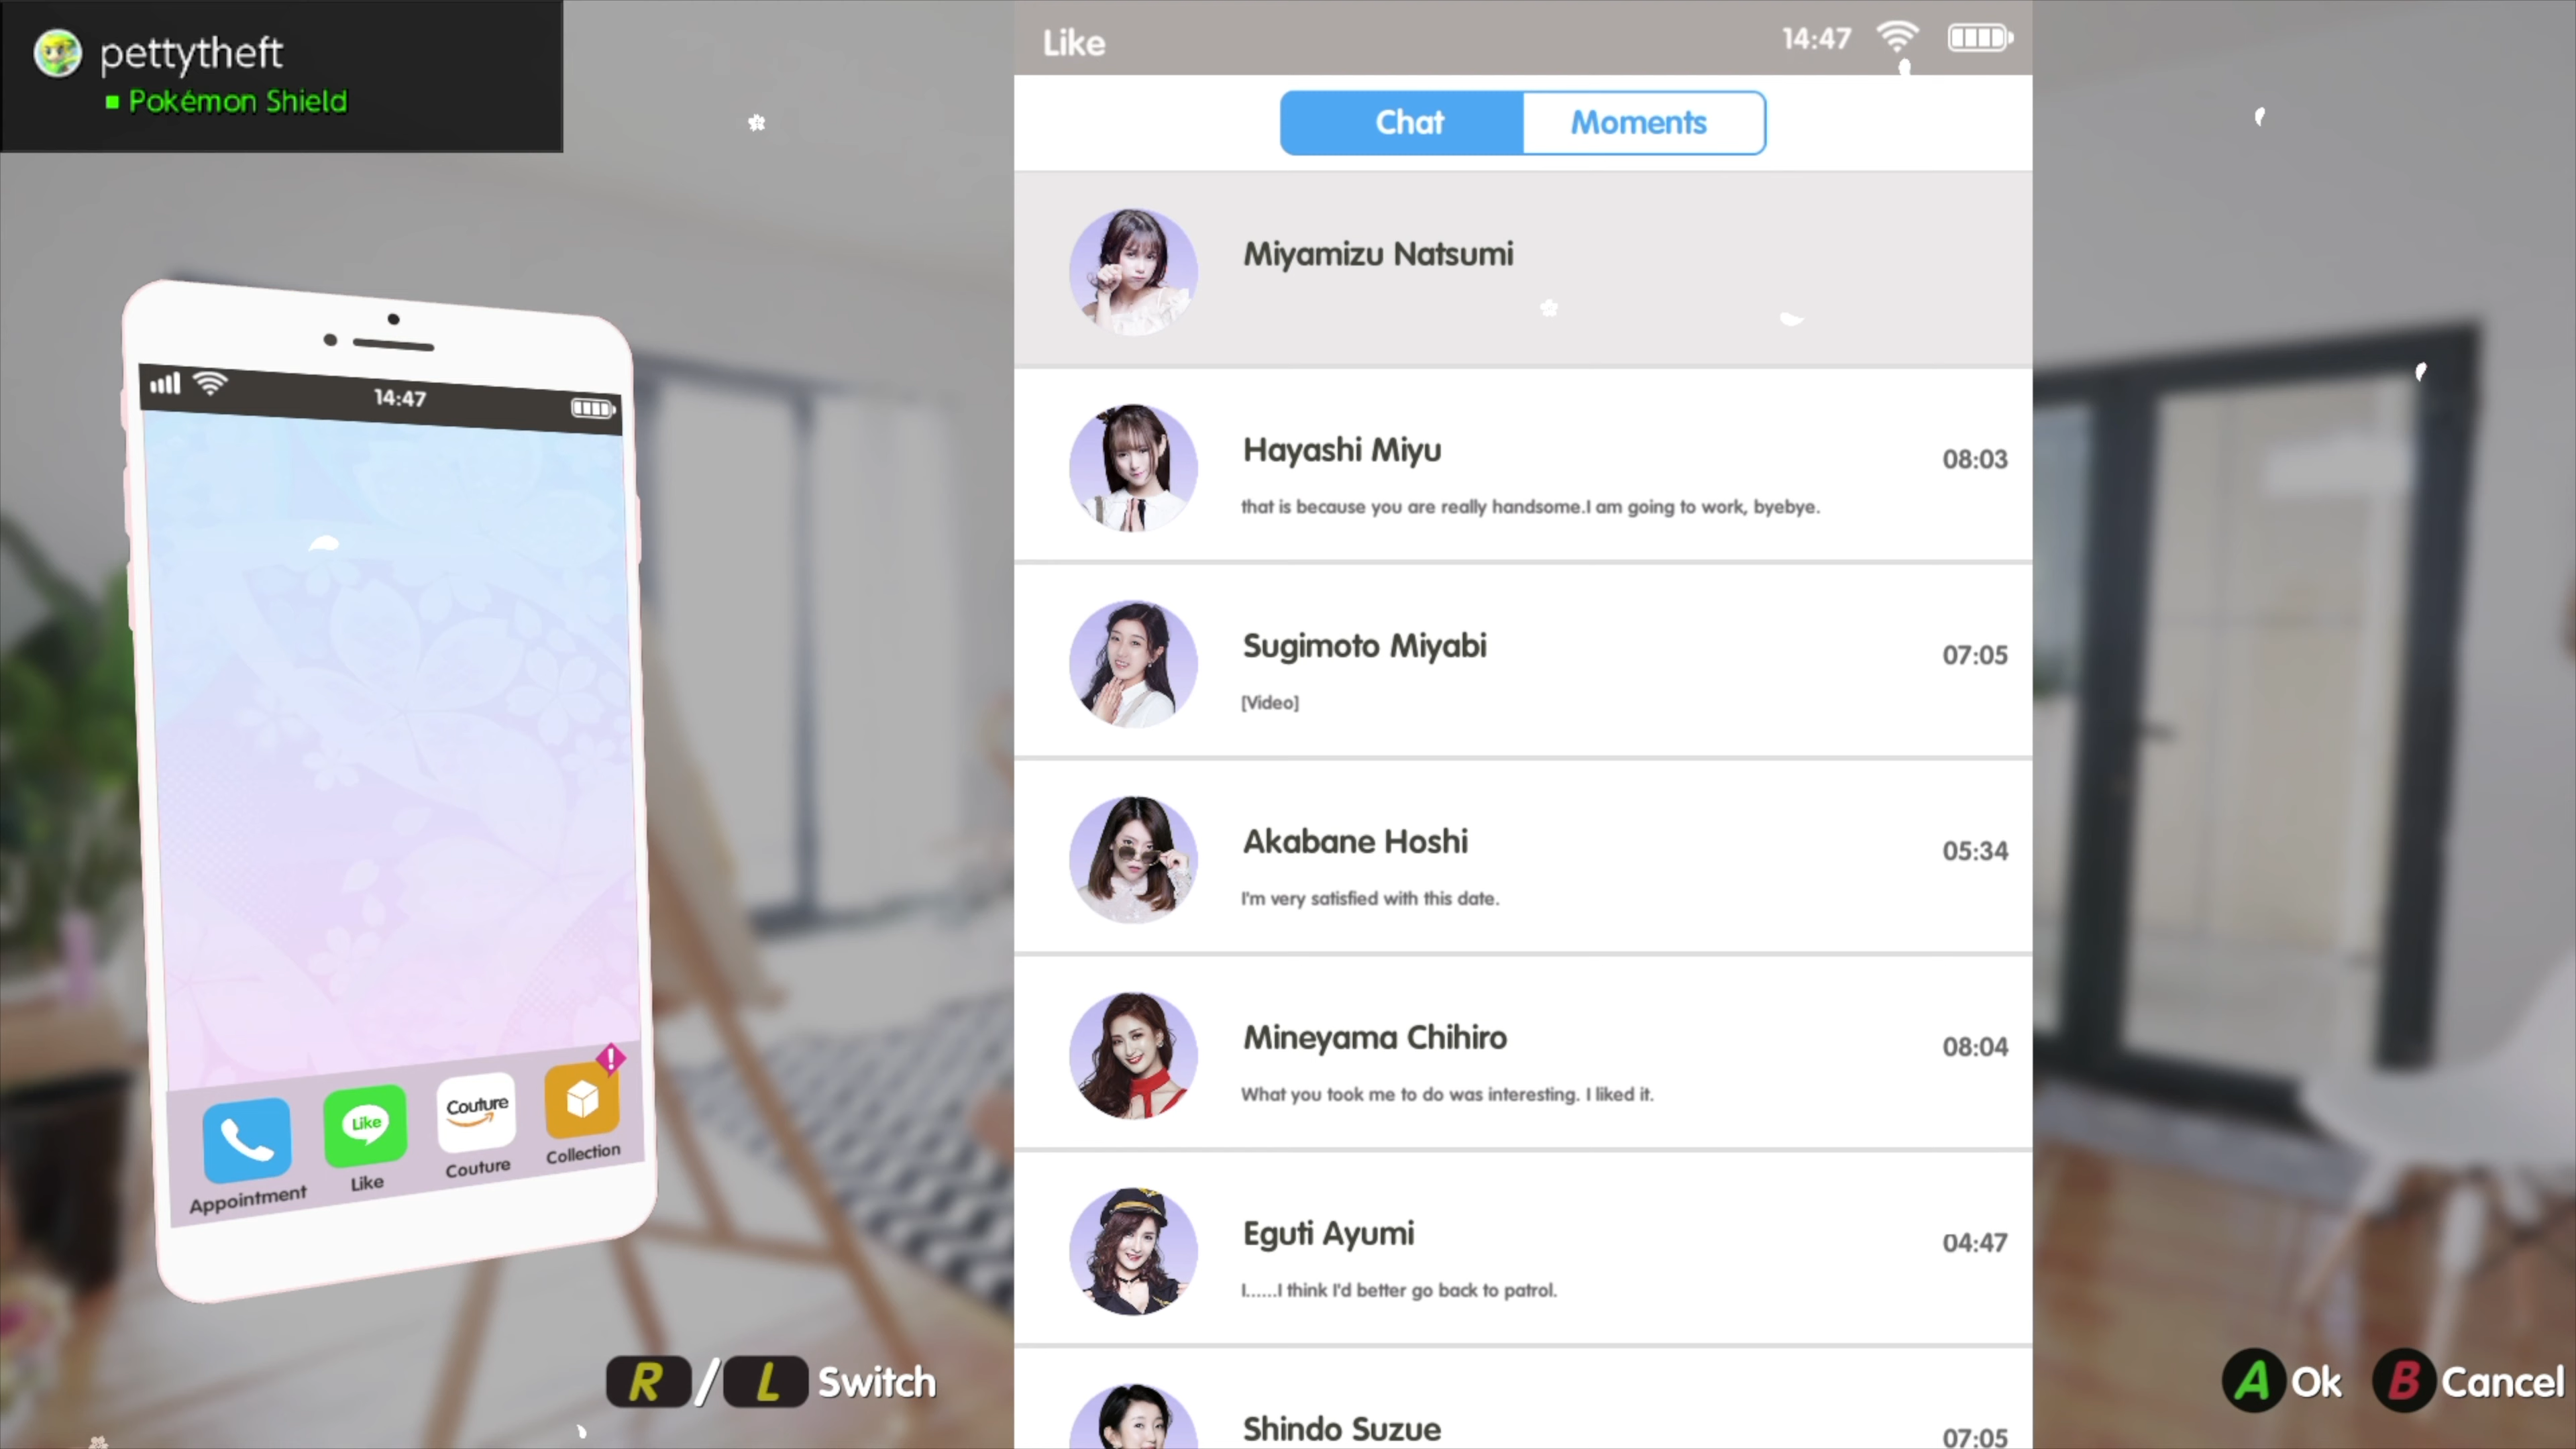 pettytheft
Pokémon Shield
14:47
Like
Couture
Appointment
Like
Couture
Collection
R / L Switch
Like
14:47
Chat
Moments
Miyamizu Natsumi
Hayashi Miyu
08:03
that is because you are really handsome.I am going to work, byebye.
Sugimoto Miyabi
07:05
[Video]
Akabane Hoshi
05:34
I'm very satisfied with this date.
Mineyama Chihiro
08:04
What you took me to do was interesting. I liked it.
Eguti Ayumi
04:47
I......I think I'd better go back to patrol.
Shindo Suzue
07:05
A Ok B Cancel